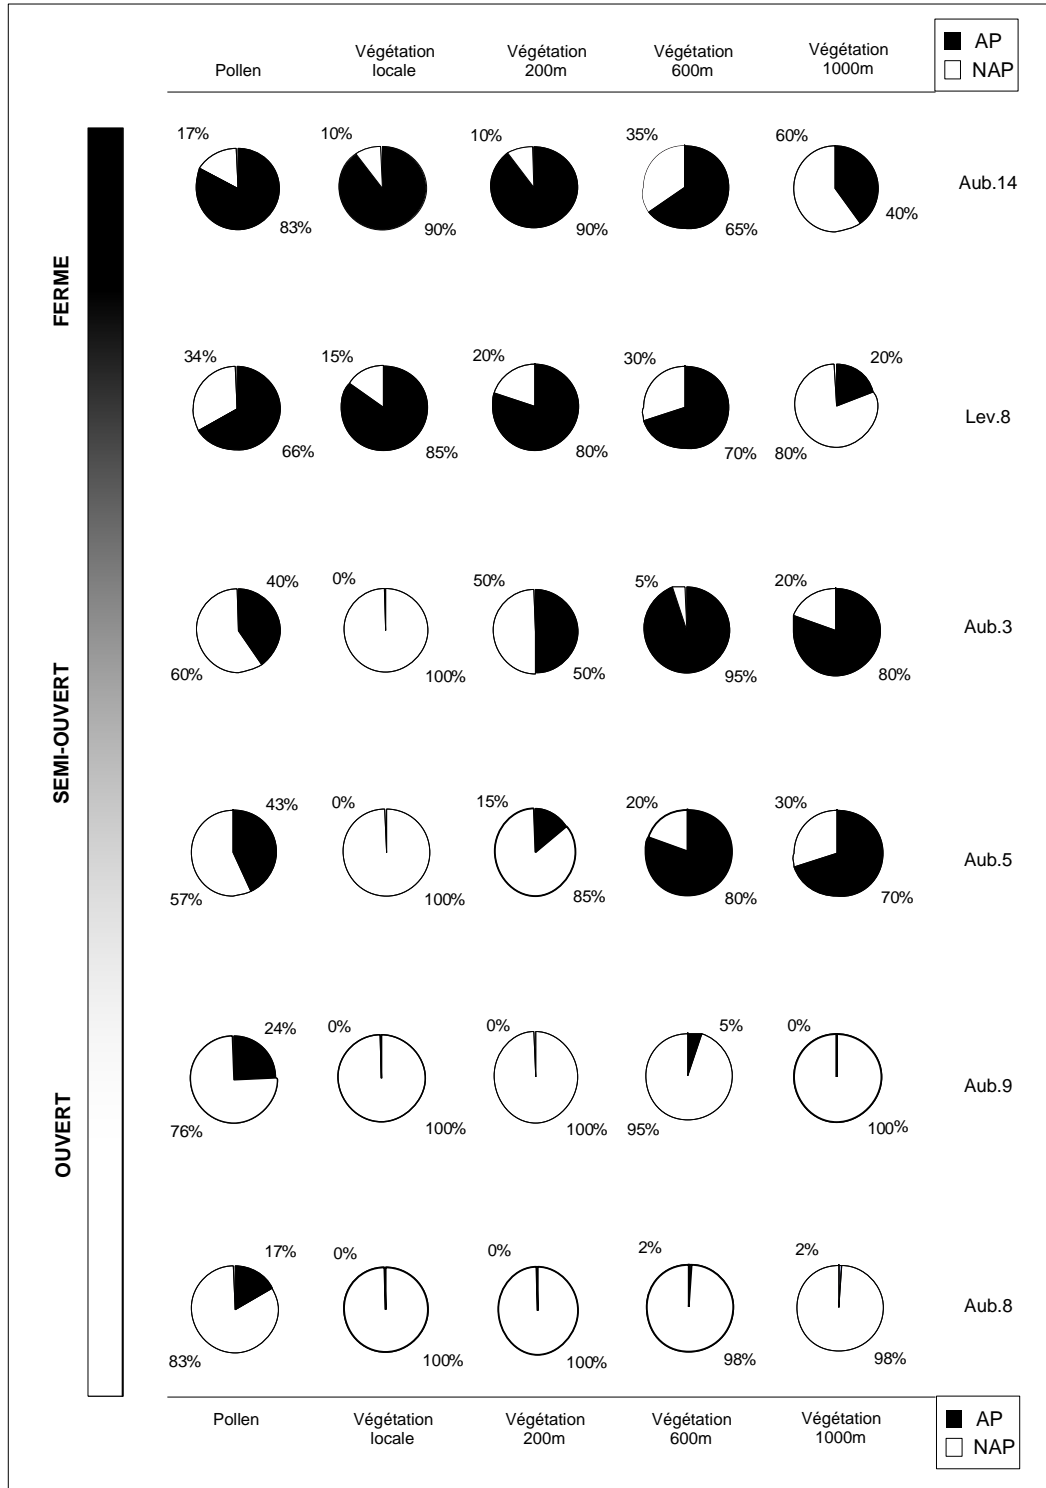 Pollen
Végétation
locale
Végétation
200m
Végétation
600m
Végétation
1000m
AP
NAP
FERME
SEMI-OUVERT
OUVERT
17%
83%
10%
90%
10%
90%
35%
65%
60%
40%
Aub.14
34%
66%
15%
85%
20%
80%
30%
70%
20%
80%
Lev.8
40%
60%
0%
100%
50%
50%
5%
95%
20%
80%
Aub.3
43%
57%
0%
100%
15%
85%
20%
80%
30%
70%
Aub.5
24%
76%
0%
100%
0%
100%
5%
95%
0%
100%
Aub.9
17%
83%
0%
100%
0%
100%
2%
98%
2%
98%
Aub.8
Pollen
Végétation
locale
Végétation
200m
Végétation
600m
Végétation
1000m
AP
NAP